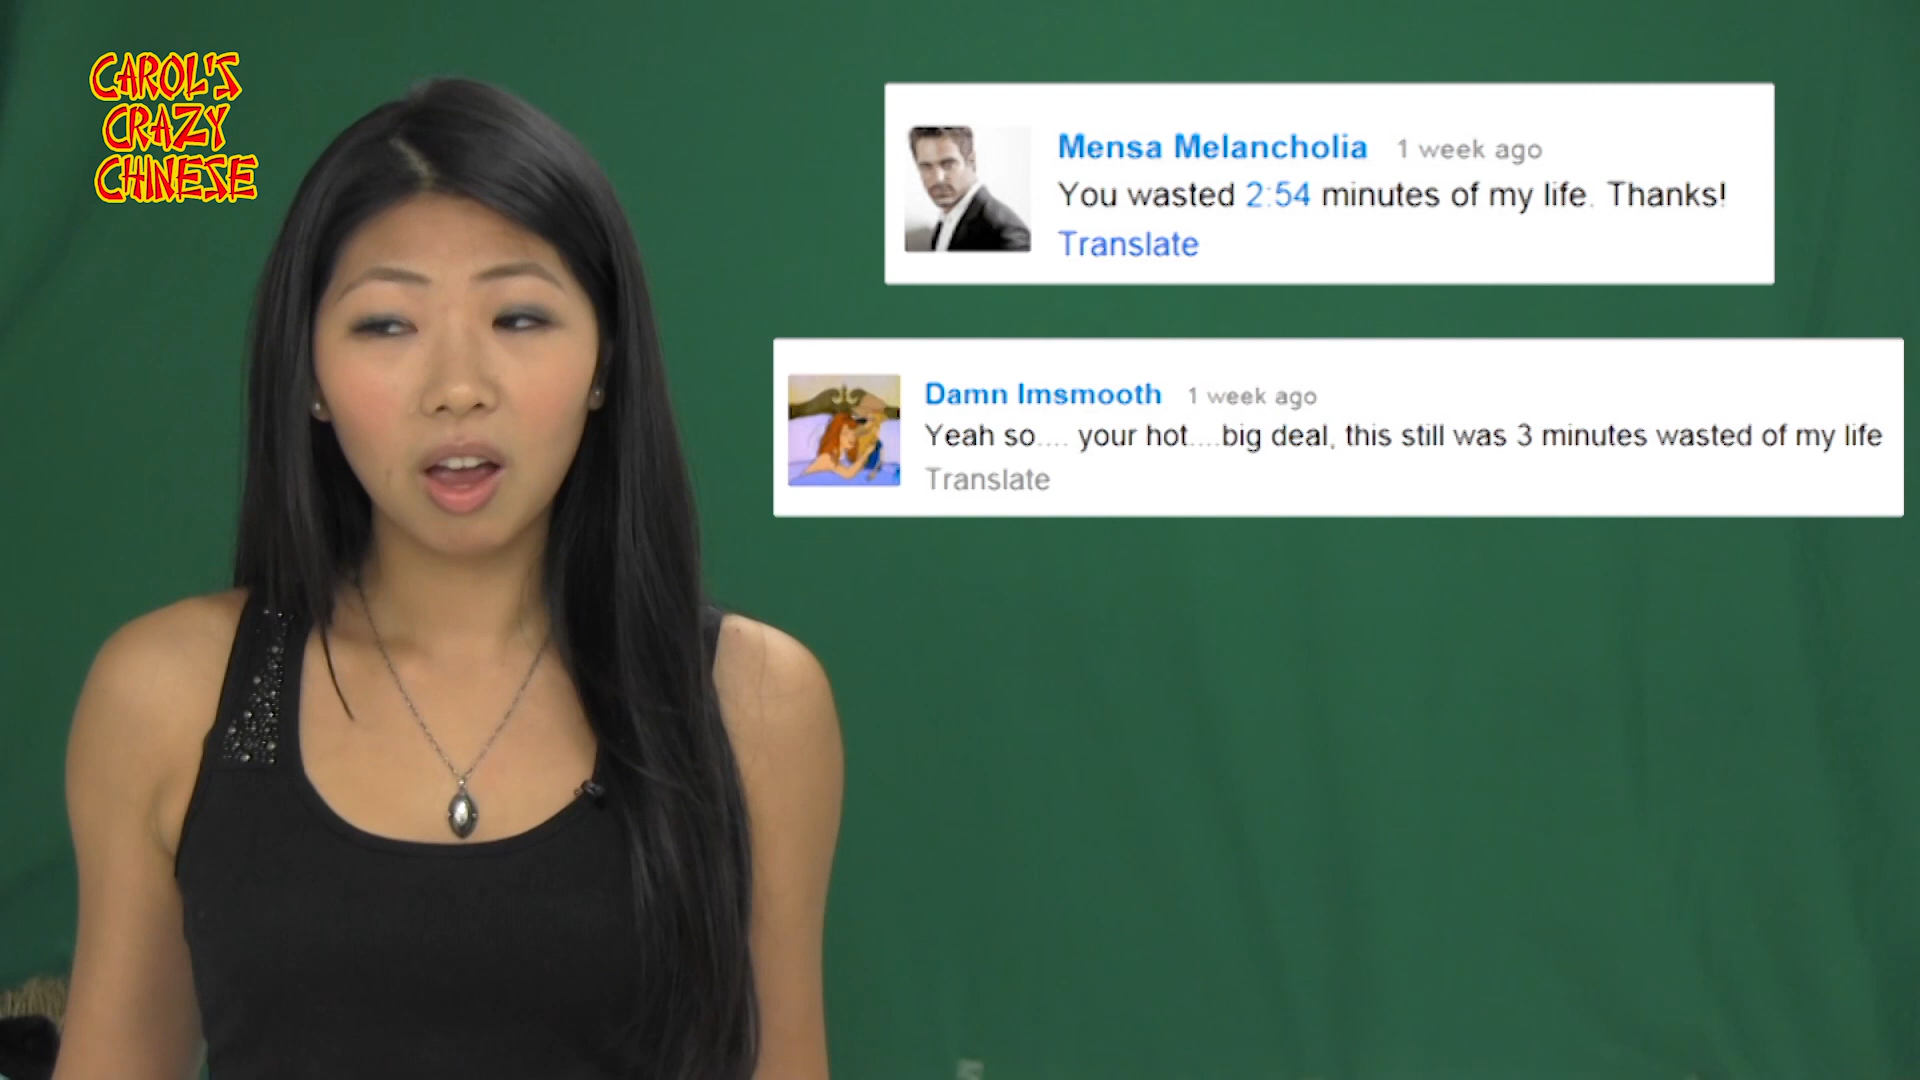 CAROL'S
CRAZY
CHINESE
Mensa Melancholia 1 week ago
You wasted 2:54 minutes of my life. Thanks!
Translate
Damn Imsmooth 1 week ago
Yeah so.... your hot....big deal, this still was 3 minutes wasted of my life
Translate